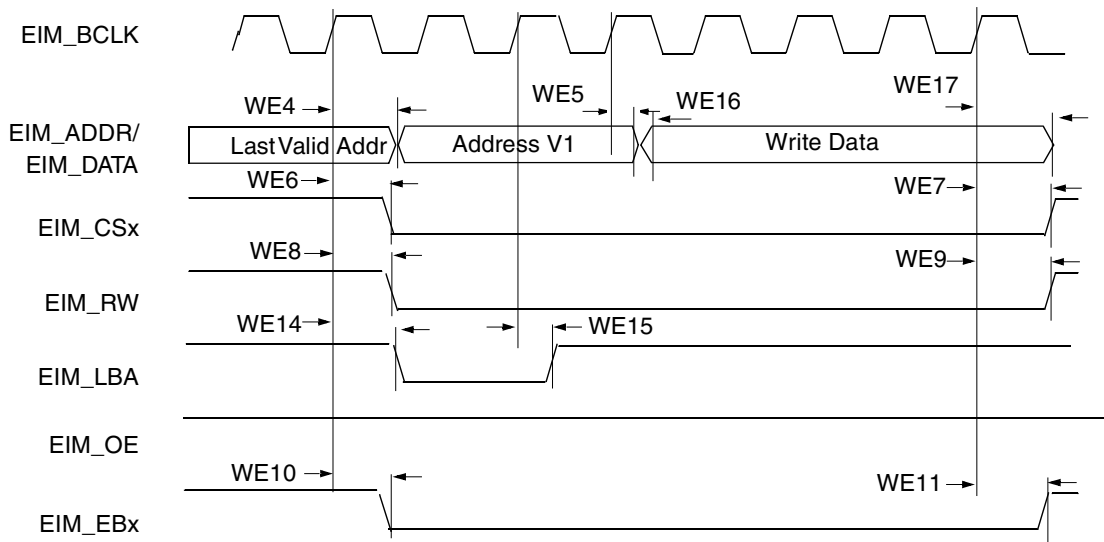 EIM_BCLK
WE4
WE5
WE16
WE17
EIM_ADDR/
EIM_DATA
Last Valid Addr
Address V1
Write Data
WE6
WE7
EIM_CSx
WE8
WE9
EIM_RW
WE14
WE15
EIM_LBA
EIM_OE
WE10
WE11
EIM_EBx